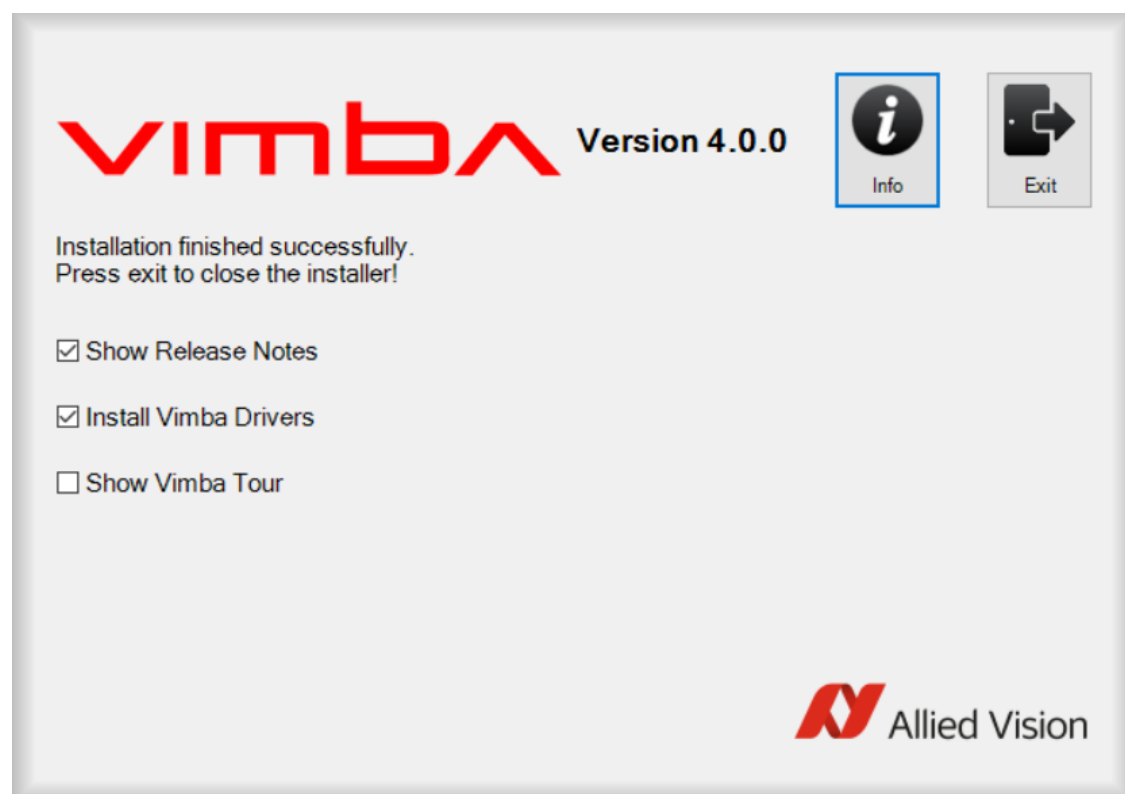 vimba Version 4.0.0
Info
Exit
Installation finished successfully.
Press exit to close the installer!
Show Release Notes
Install Vimba Drivers
Show Vimba Tour
Allied Vision